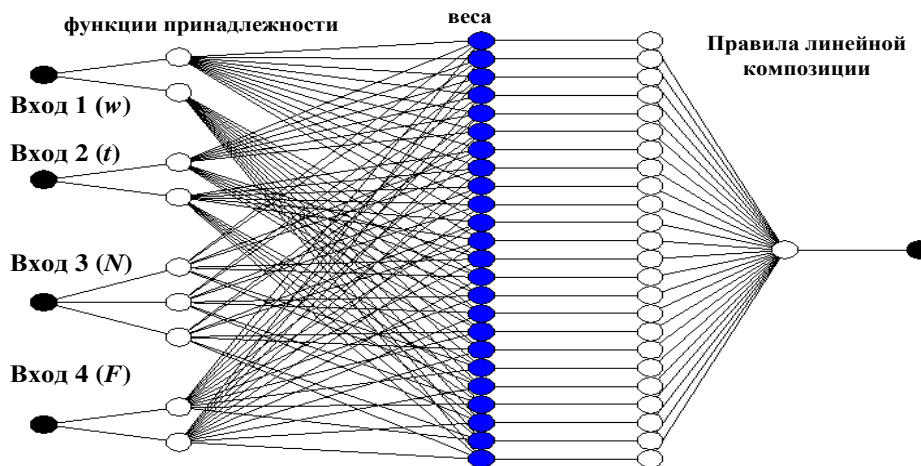 функции принадлежности
веса
Правила линейной
композиции
Вход 1 (w)
Вход 2 (t)
Вход 3 (N)
Вход 4 (F)